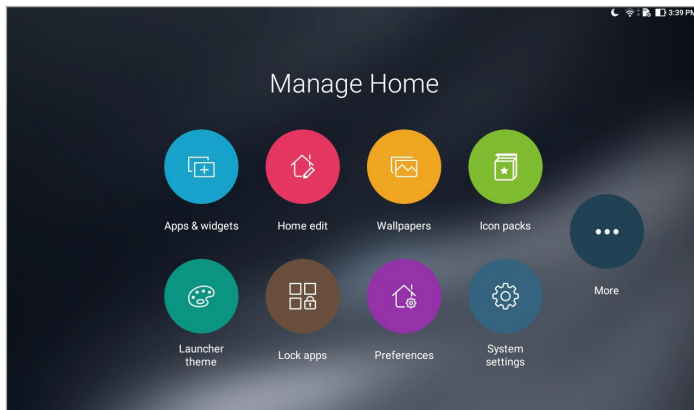 3:39 PM
Manage Home
Apps & widgets
Home edit
Wallpapers
Icon packs
More
Launcher
theme
Lock apps
Preferences
System
settings